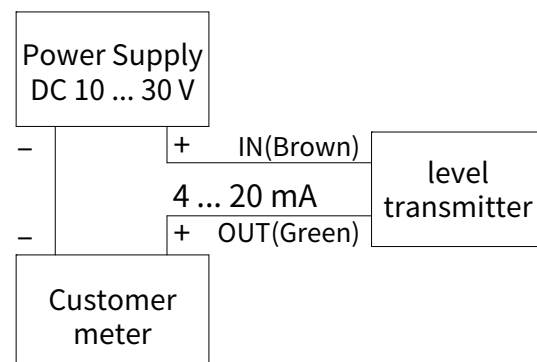 Power Supply
DC 10 ... 30 V
– + IN(Brown)
level
transmitter
4 ... 20 mA
– + OUT(Green)
Customer
meter